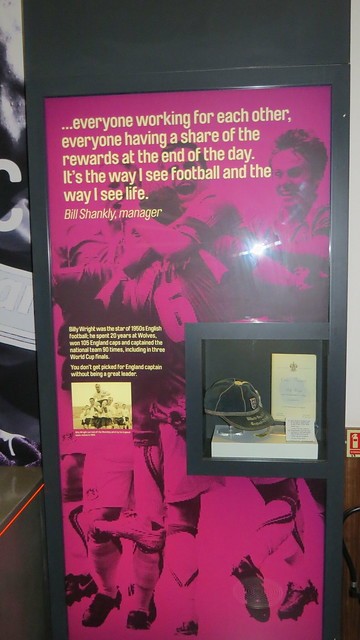 ...everyone working for each other,
everyone having a share of the
rewards at the end of the day.
It's the way I see football and the
way I see life.
Bill Shankly, manager
Billy Wright was the star of 1950s English
football; he spent 20 years at Wolves,
won 105 England caps and captained the
national team 90 times, including in three
World Cup finals.
You don't get picked for England captain
without being a great leader.